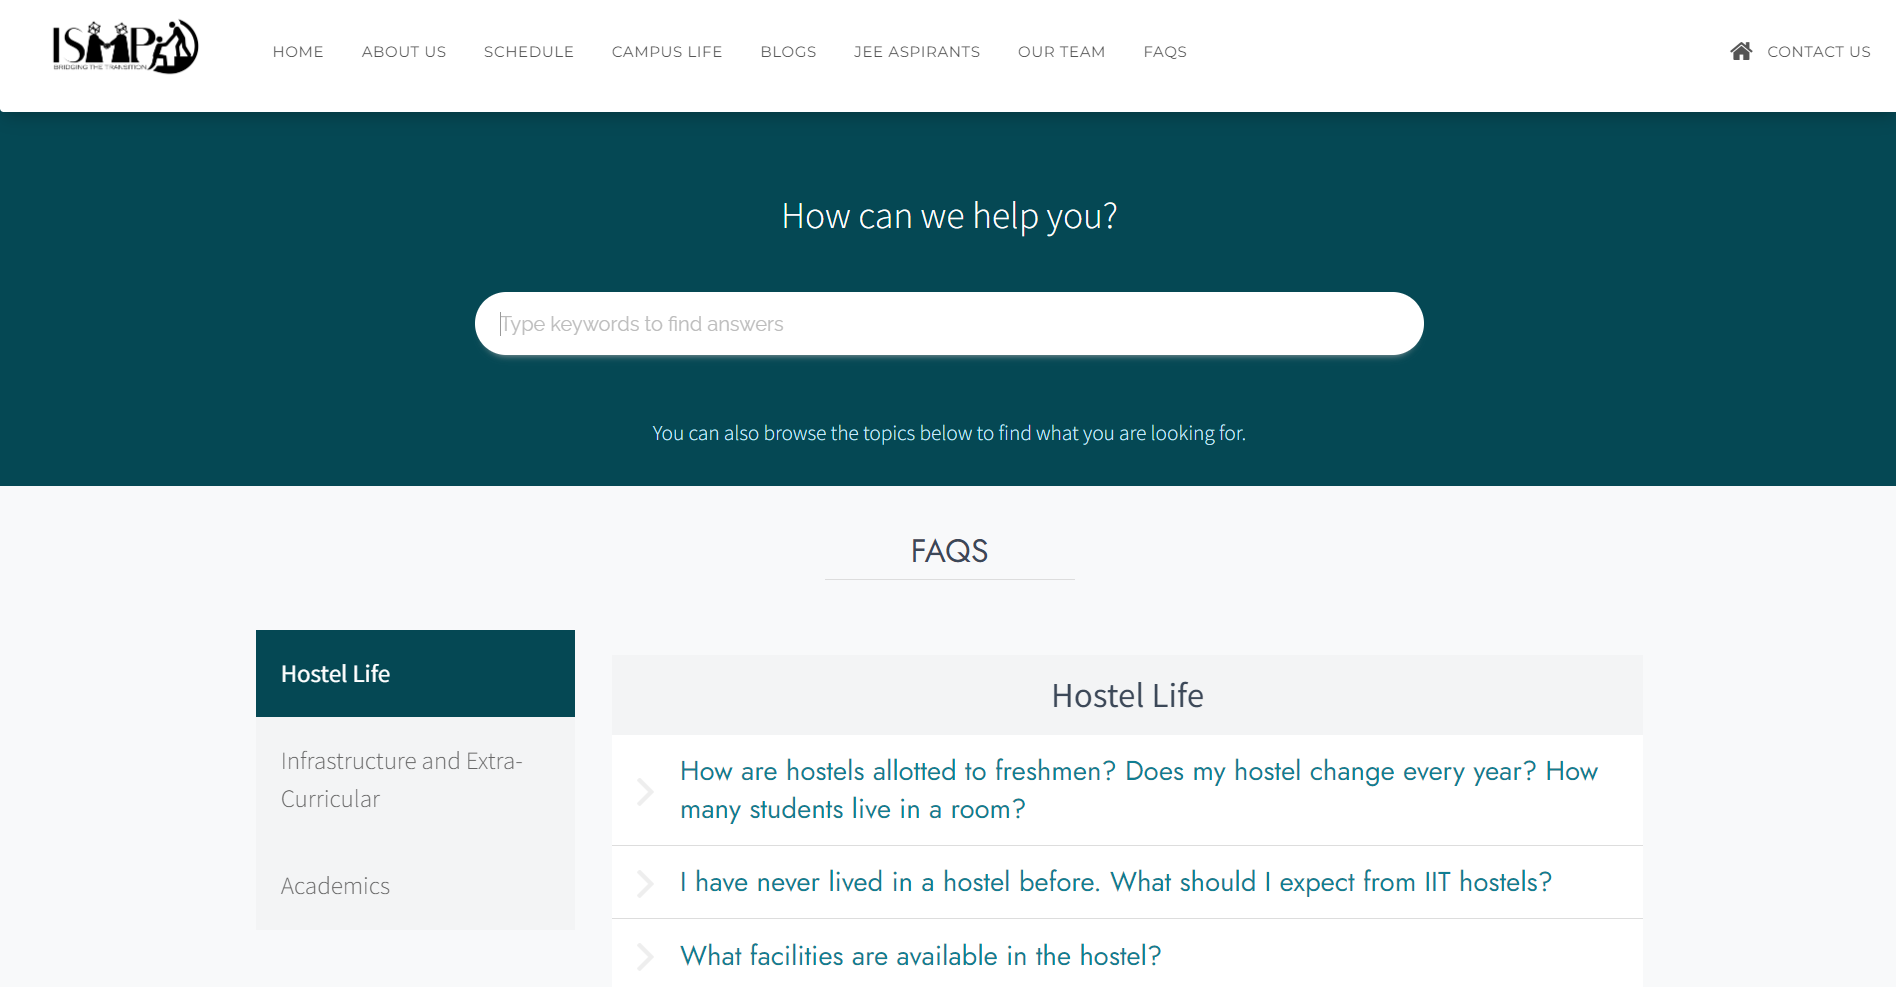 ISMP
BRIDGING THE TRANSITION
HOME
ABOUT US
SCHEDULE
CAMPUS LIFE
BLOGS
JEE ASPIRANTS
OUR TEAM
FAQS
CONTACT US
How can we help you?
Type keywords to find answers
You can also browse the topics below to find what you are looking for.
FAQS
Hostel Life
Infrastructure and Extra-
Curricular
Academics
Hostel Life
How are hostels allotted to freshmen? Does my hostel change every year? How
many students live in a room?
I have never lived in a hostel before. What should I expect from IIT hostels?
What facilities are available in the hostel?